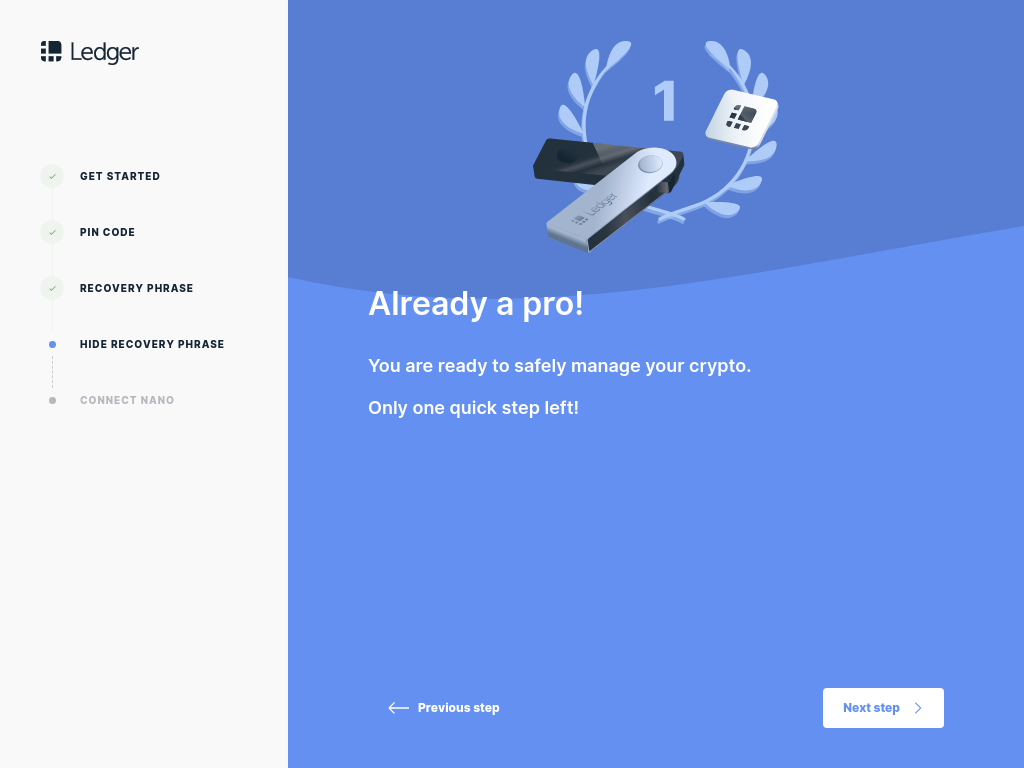 Ledger
GET STARTED
PIN CODE
RECOVERY PHRASE
HIDE RECOVERY PHRASE
CONNECT NANO
1
Ledger
Already a pro!
You are ready to safely manage your crypto.
Only one quick step left!
Previous step
Next step